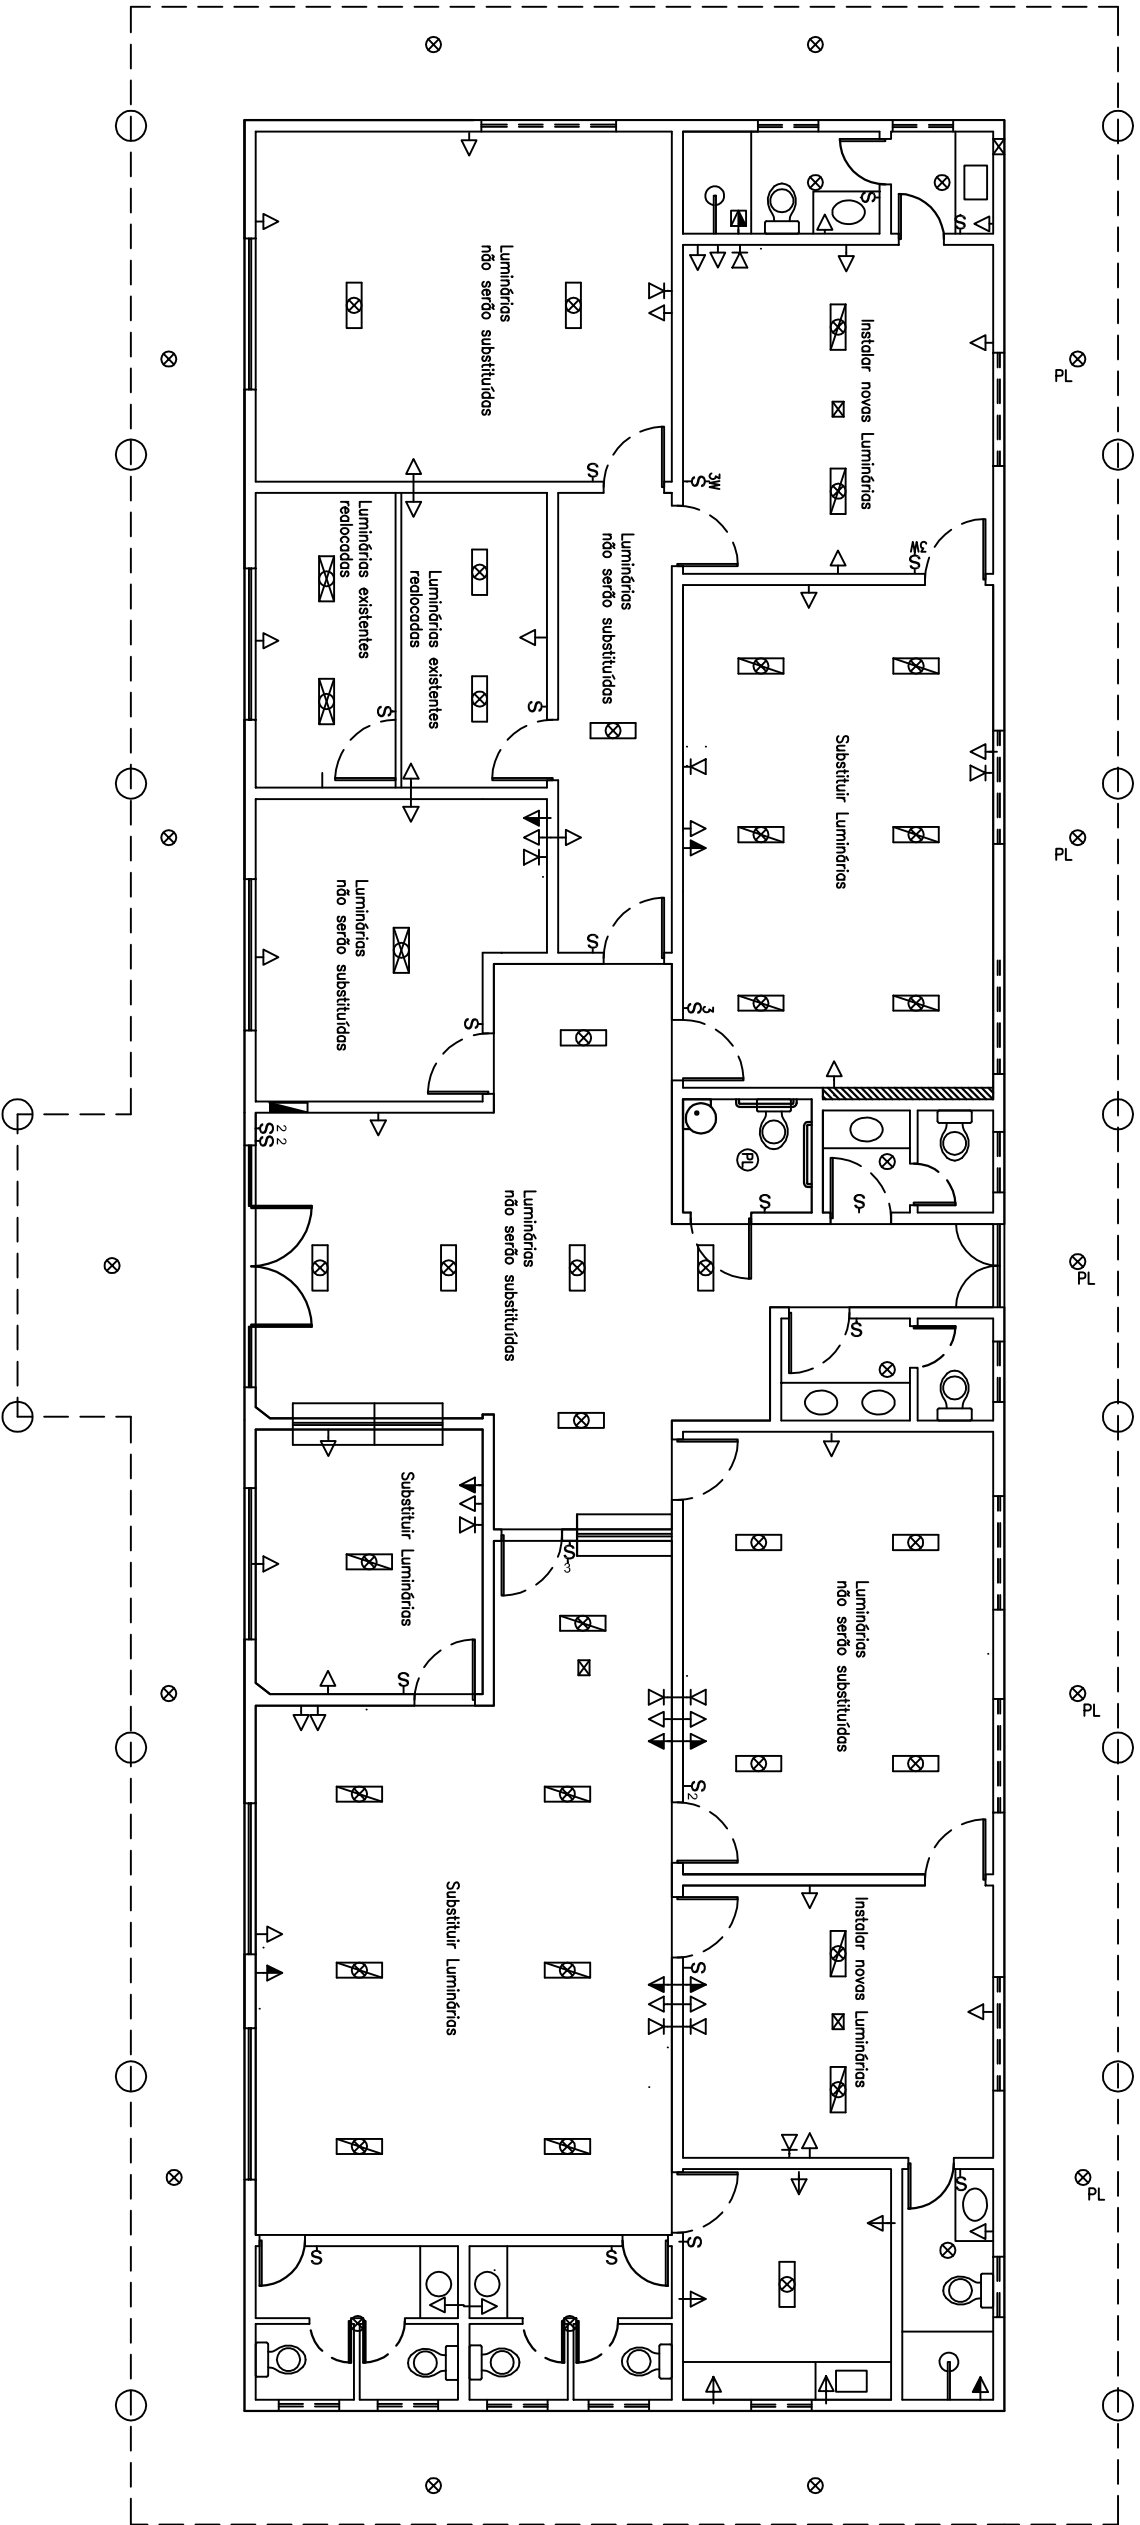 Luminárias
não serão substituídas
Instalar novas Luminárias
PL
S
S
S
S
3W
3W
S
Luminárias existentes
realocadas
Luminárias existentes
realocadas
Luminárias
não serão substituídas
S
S
Substituir Luminárias
PL
Luminárias
não serão substituídas
S
S
S
3
2 2
SS
PL
S
S
Luminárias
não serão substituídas
PL
S
Substituir Luminárias
S
3
S
Luminárias
não serão substituídas
PL
S
2
Substituir Luminárias
Instalar novas Luminárias
S
PL
S
S
S
S